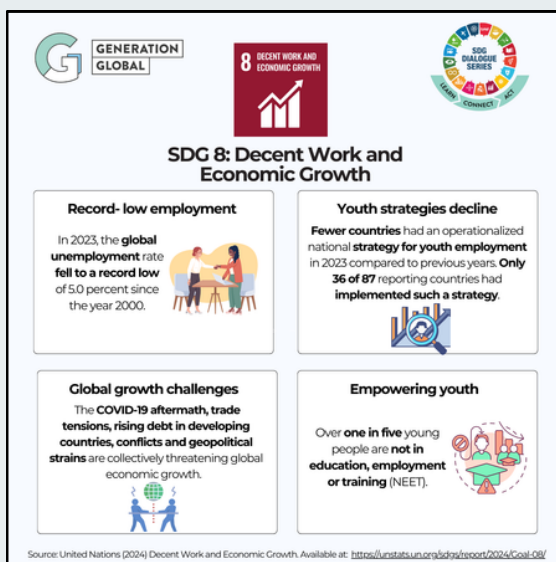 GENERATION
GLOBAL
8 DECENT WORK AND
ECONOMIC GROWTH
SDG
DIALOGUE
SERIES
LEARN
CONNECT
ACT
SDG 8: Decent Work and
Economic Growth
Record- low employment
In 2023, the global
unemployment rate
fell to a record low
of 5.0 percent since
the year 2000.
Youth strategies decline
Fewer countries had an operationalized
national strategy for youth employment
in 2023 compared to previous years. Only
36 of 87 reporting countries had
implemented such a strategy.
Global growth challenges
The COVID-19 aftermath, trade
tensions, rising debt in developing
countries, conflicts and geopolitical
strains are collectively threatening global
economic growth.
Empowering youth
Over one in five young
people are not in
education, employment
or training (NEET).
Source: United Nations (2024) Decent Work and Economic Growth. Available at: https://unstats.un.org/sdgs/report/2024/Goal-08/